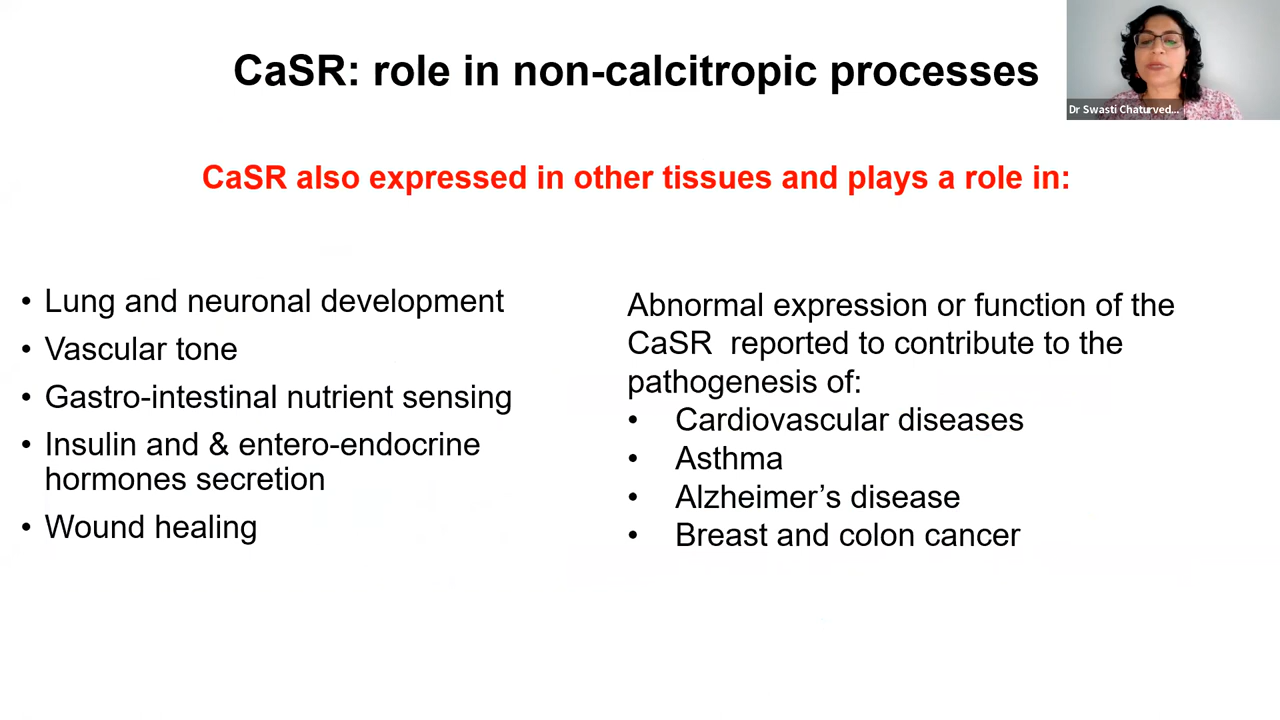 CaSR: role in non-calcitropic processes
Dr Swasti Chaturved...
CaSR also expressed in other tissues and plays a role in:
• Lung and neuronal development
• Vascular tone
• Gastro-intestinal nutrient sensing
• Insulin and & entero-endocrine
hormones secretion
• Wound healing
Abnormal expression or function of the
CaSR reported to contribute to the
pathogenesis of:
• Cardiovascular diseases
• Asthma
• Alzheimer’s disease
• Breast and colon cancer